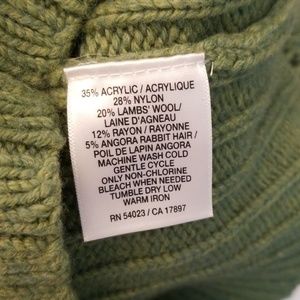 35% ACRYLIC / ACRYLIQUE
28% NYLON
20% LAMBS' WOOL/
LAINE D'AGNEAU
12% RAYON / RAYONNE
5% ANGORA RABBIT HAIR /
POIL DE LAPIN ANGORA
MACHINE WASH COLD
GENTLE CYCLE
ONLY NON-CHLORINE
BLEACH WHEN NEEDED
TUMBLE DRY LOW
WARM IRON
RN 54023 / CA 17897